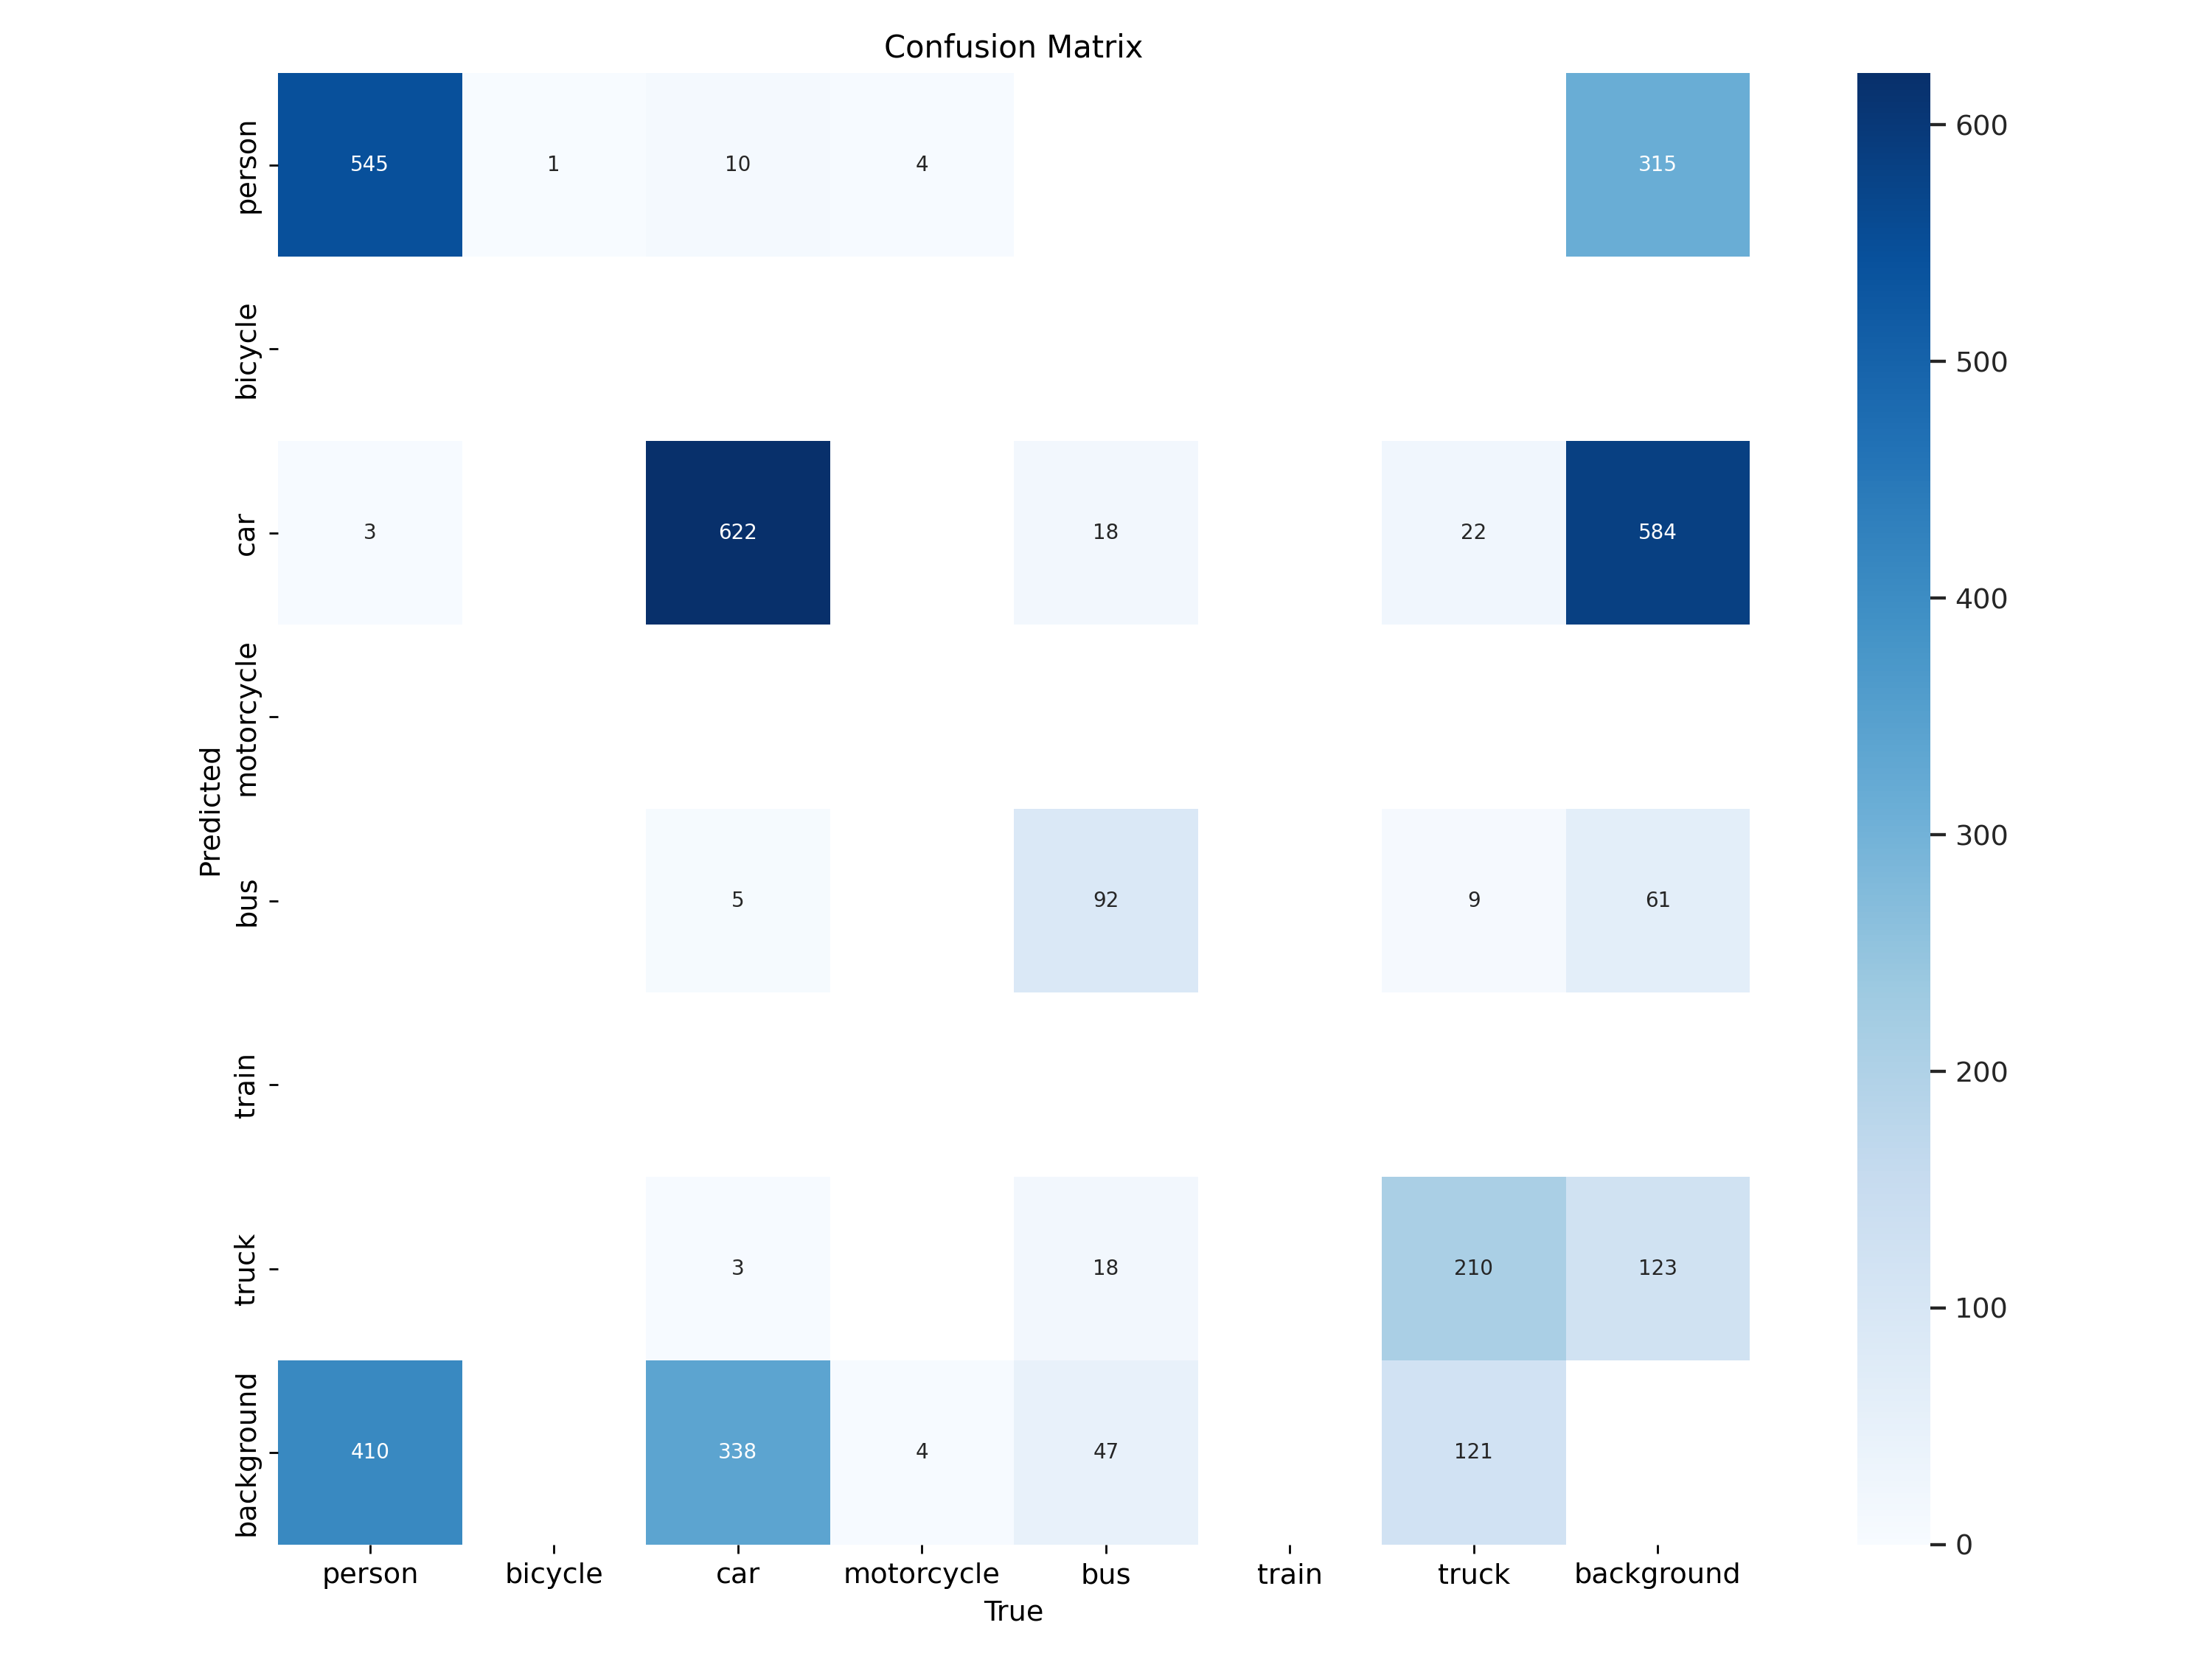 Confusion Matrix
person 545 1 10 4 315
bicycle
car 3 622 18 22 584
motorcycle
bus 5 92 9 61
train
truck 3 18 210 123
background 410 338 4 47 121
person bicycle car motorcycle bus train truck background
True
Predicted
600
500
400
300
200
100
0